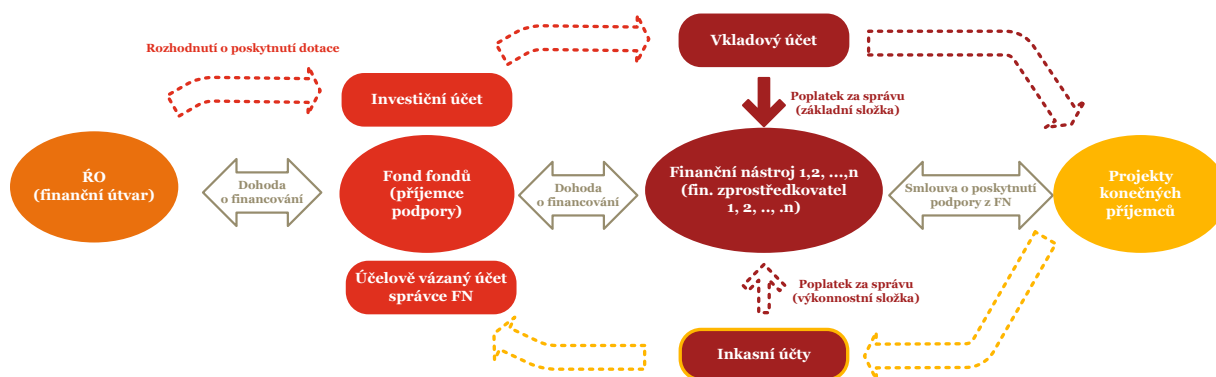 Rozhodnutí o poskytnutí dotace
Vkladový účet
Investiční účet
Poplatek za správu
(základní složka)
ŔO
(finanční útvar)
Dohoda
o financování
Fond fondů
(příjemce
podpory)
Dohoda
o financování
Finanční nástroj 1,2, ...,n
(fin. zprostředkovatel
1, 2, .., .n)
Smlouva o poskytnutí
podpory z FN
Projekty
konečných
příjemců
Účelově vázaný účet
správce FN
Poplatek za správu
(výkonnostní složka)
Inkasní účty